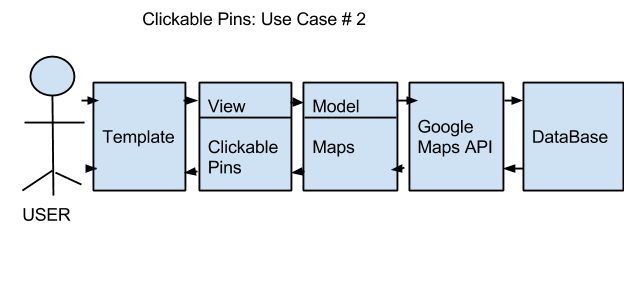 Clickable Pins: Use Case # 2
View
Model
Template
Clickable
Pins
Maps
Google
Maps API
DataBase
USER